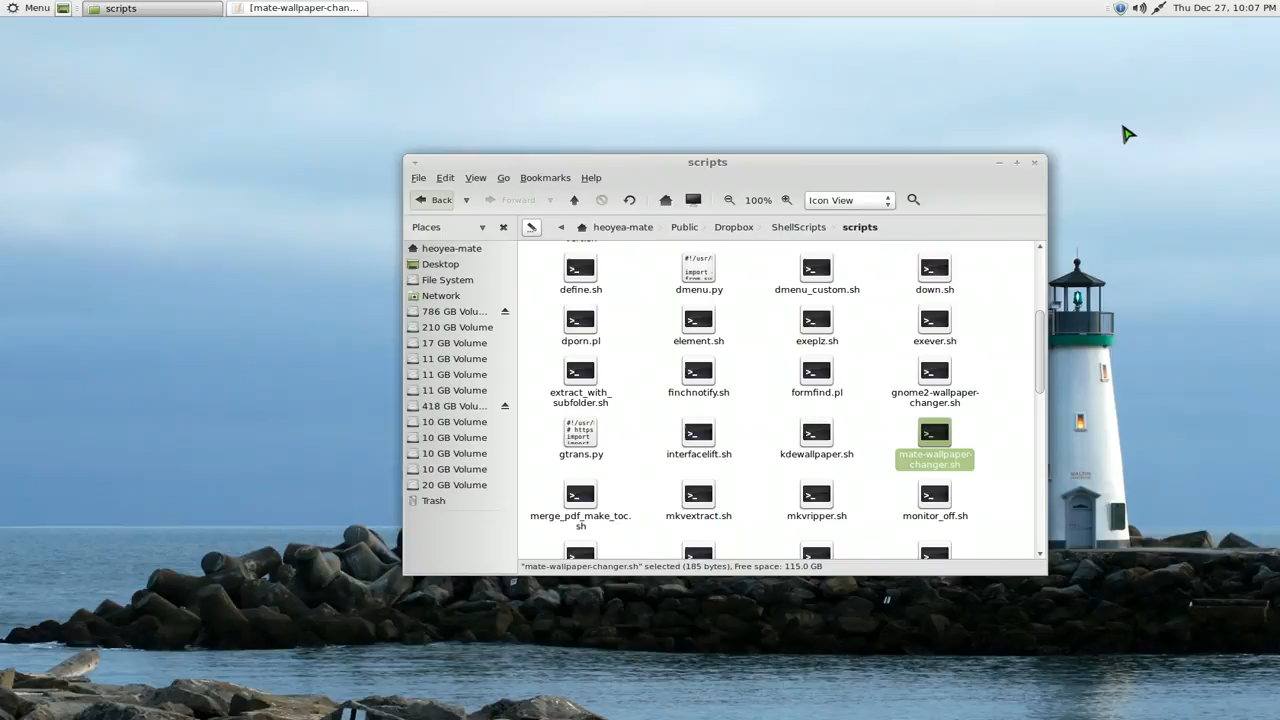 Menu
scripts
[mate-wallpaper-chan...
Thu Dec 27, 10:07 PM
scripts
File Edit View Go Bookmarks Help
Back Forward 100% Icon View
Places
heoyea-mate Public Dropbox ShellScripts scripts
heoyea-mate
Desktop
File System
Network
786 GB Volu...
210 GB Volume
17 GB Volume
11 GB Volume
11 GB Volume
11 GB Volume
418 GB Volu...
10 GB Volume
10 GB Volume
10 GB Volume
10 GB Volume
20 GB Volume
Trash
define.sh
#!/usr/
import
dmenu.py
dmenu_custom.sh
down.sh
dporn.pl
element.sh
exeplz.sh
exever.sh
extract_with_
subfolder.sh
finchnotify.sh
formfind.pl
gnome2-wallpaper-
changer.sh
#!/usr/
# https
import
import
gtrans.py
interfacelift.sh
kdewallpaper.sh
mate-wallpaper-
changer.sh
merge_pdf_make_toc.
sh
mkvextract.sh
mkvripper.sh
monitor_off.sh
"mate-wallpaper-changer.sh" selected (185 bytes), Free space: 115.0 GB